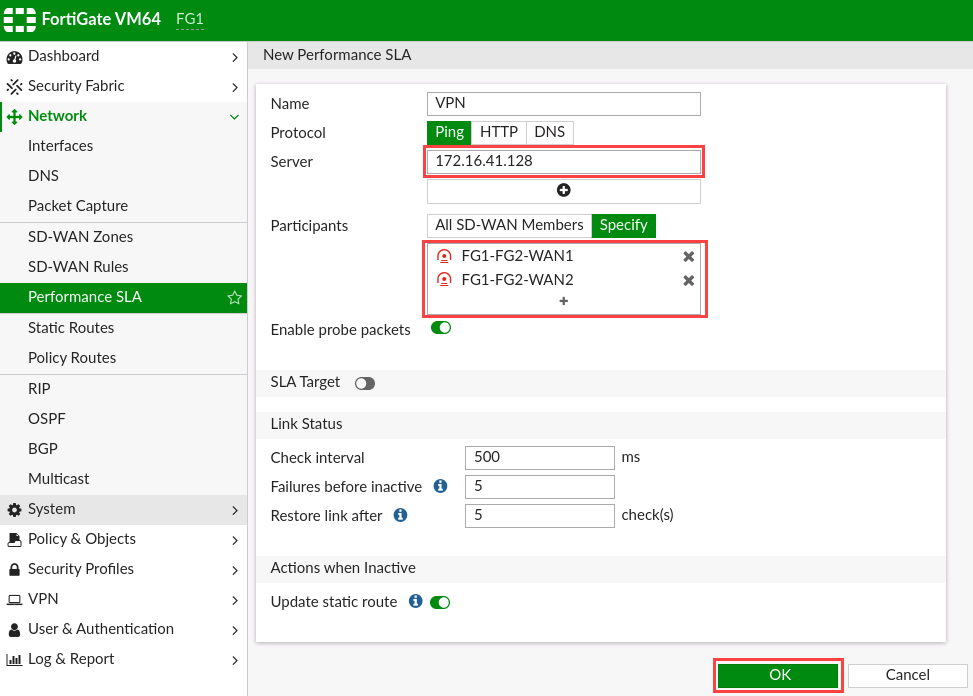 FortiGate VM64 FG1
Dashboard
Security Fabric
Network
Interfaces
DNS
Packet Capture
SD-WAN Zones
SD-WAN Rules
Performance SLA
Static Routes
Policy Routes
RIP
OSPF
BGP
Multicast
System
Policy & Objects
Security Profiles
VPN
User & Authentication
Log & Report
New Performance SLA
Name VPN
Protocol Ping HTTP DNS
Server 172.16.41.128
Participants All SD-WAN Members Specify
FG1-FG2-WAN1
FG1-FG2-WAN2
Enable probe packets
SLA Target
Link Status
Check interval 500 ms
Failures before inactive 5
Restore link after 5 check(s)
Actions when Inactive
Update static route
OK Cancel